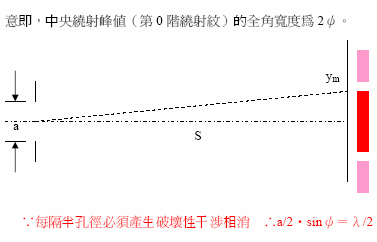 意即，中央繞射峰值（第 0 階繞射紋）的全角寬度為 2φ。
ym
a
S
∵每隔半孔徑必須產生破壞性干涉相消　∴a/2‧sinφ＝λ/2